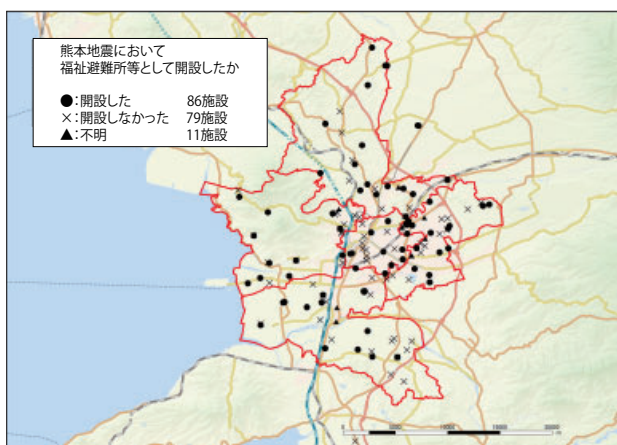 熊本地震において
福祉避難所等として開設したか
●:開設した 86施設
×:開設しなかった 79施設
▲:不明 11施設